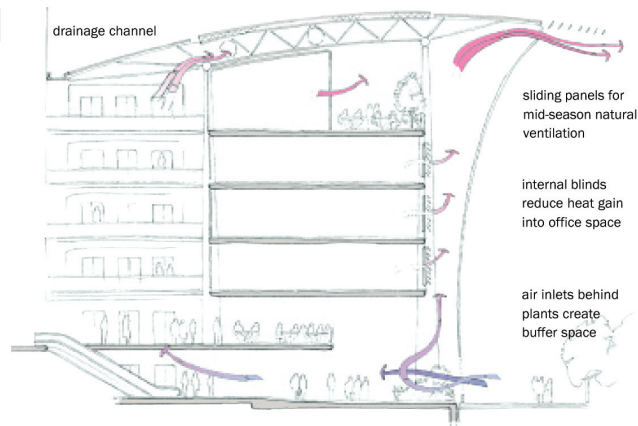 drainage channel
sliding panels for
mid-season natural
ventilation
internal blinds
reduce heat gain
into office space
air inlets behind
plants create
buffer space